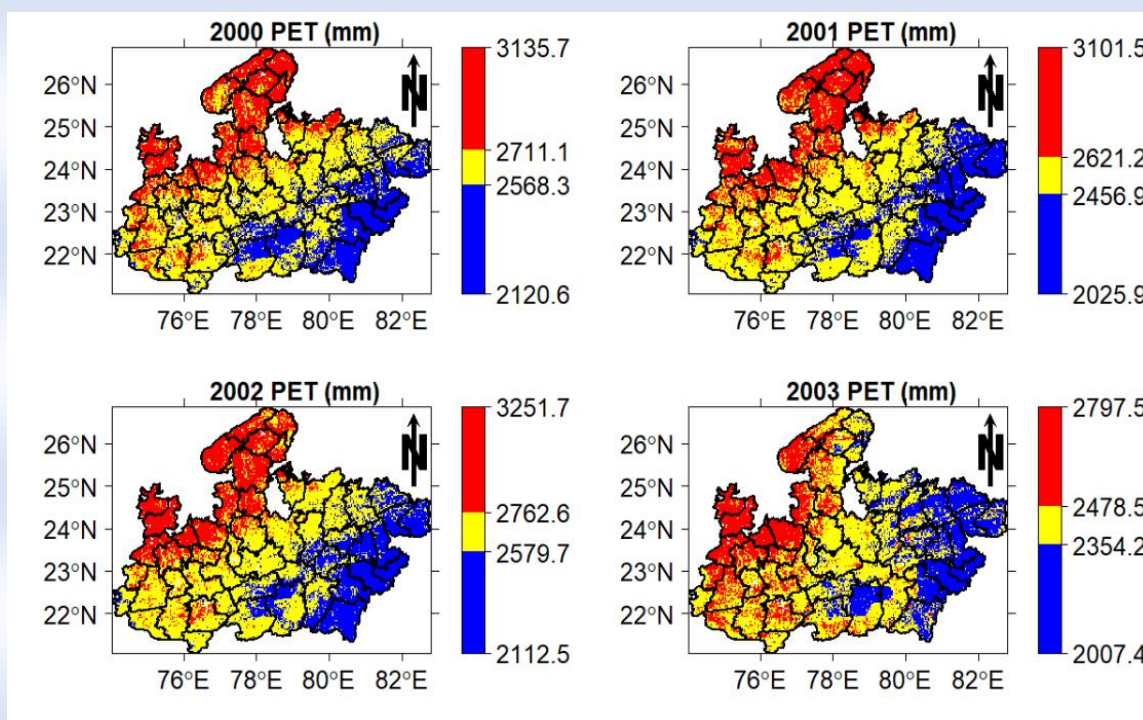 2000 PET (mm)
26°N
25°N
24°N
23°N
22°N
76°E 78°E 80°E 82°E
N
3135.7
2711.1
2568.3
2120.6
2001 PET (mm)
26°N
25°N
24°N
23°N
22°N
76°E 78°E 80°E 82°E
N
3101.5
2621.2
2456.9
2025.9
2002 PET (mm)
26°N
25°N
24°N
23°N
22°N
76°E 78°E 80°E 82°E
N
3251.7
2762.6
2579.7
2112.5
2003 PET (mm)
26°N
25°N
24°N
23°N
22°N
76°E 78°E 80°E 82°E
N
2797.5
2478.5
2354.2
2007.4